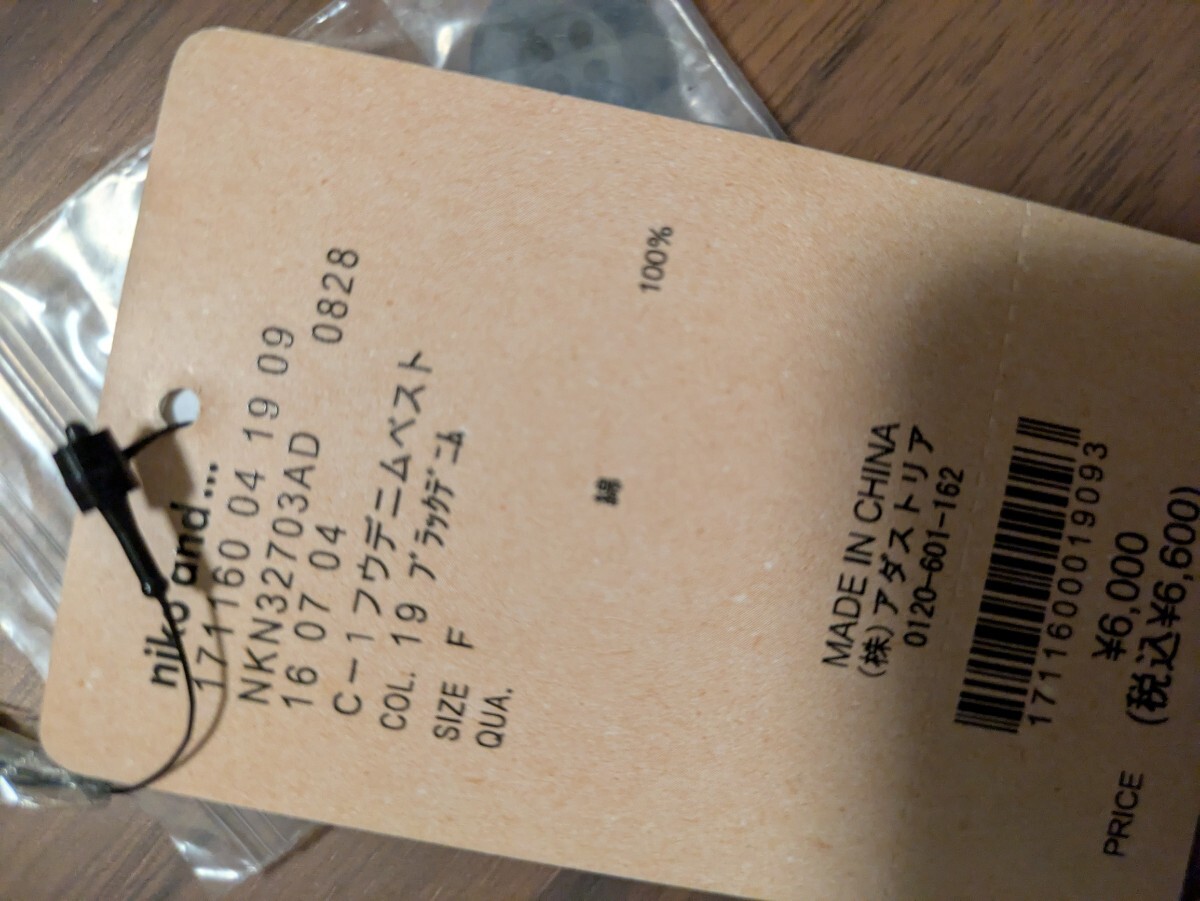 niko and...
171160 04 19 09
NKN32703AD 0828
16 07 04
C－1フウデニムベスト
COL. 19 ﾌﾞﾗｯｸﾃﾞﾆﾑ
SIZE F
QUA.
綿 100%
MADE IN CHINA
(株)アダストリア
0120-601-162
1711600019093
PRICE ¥6,000
(税込¥6,600)